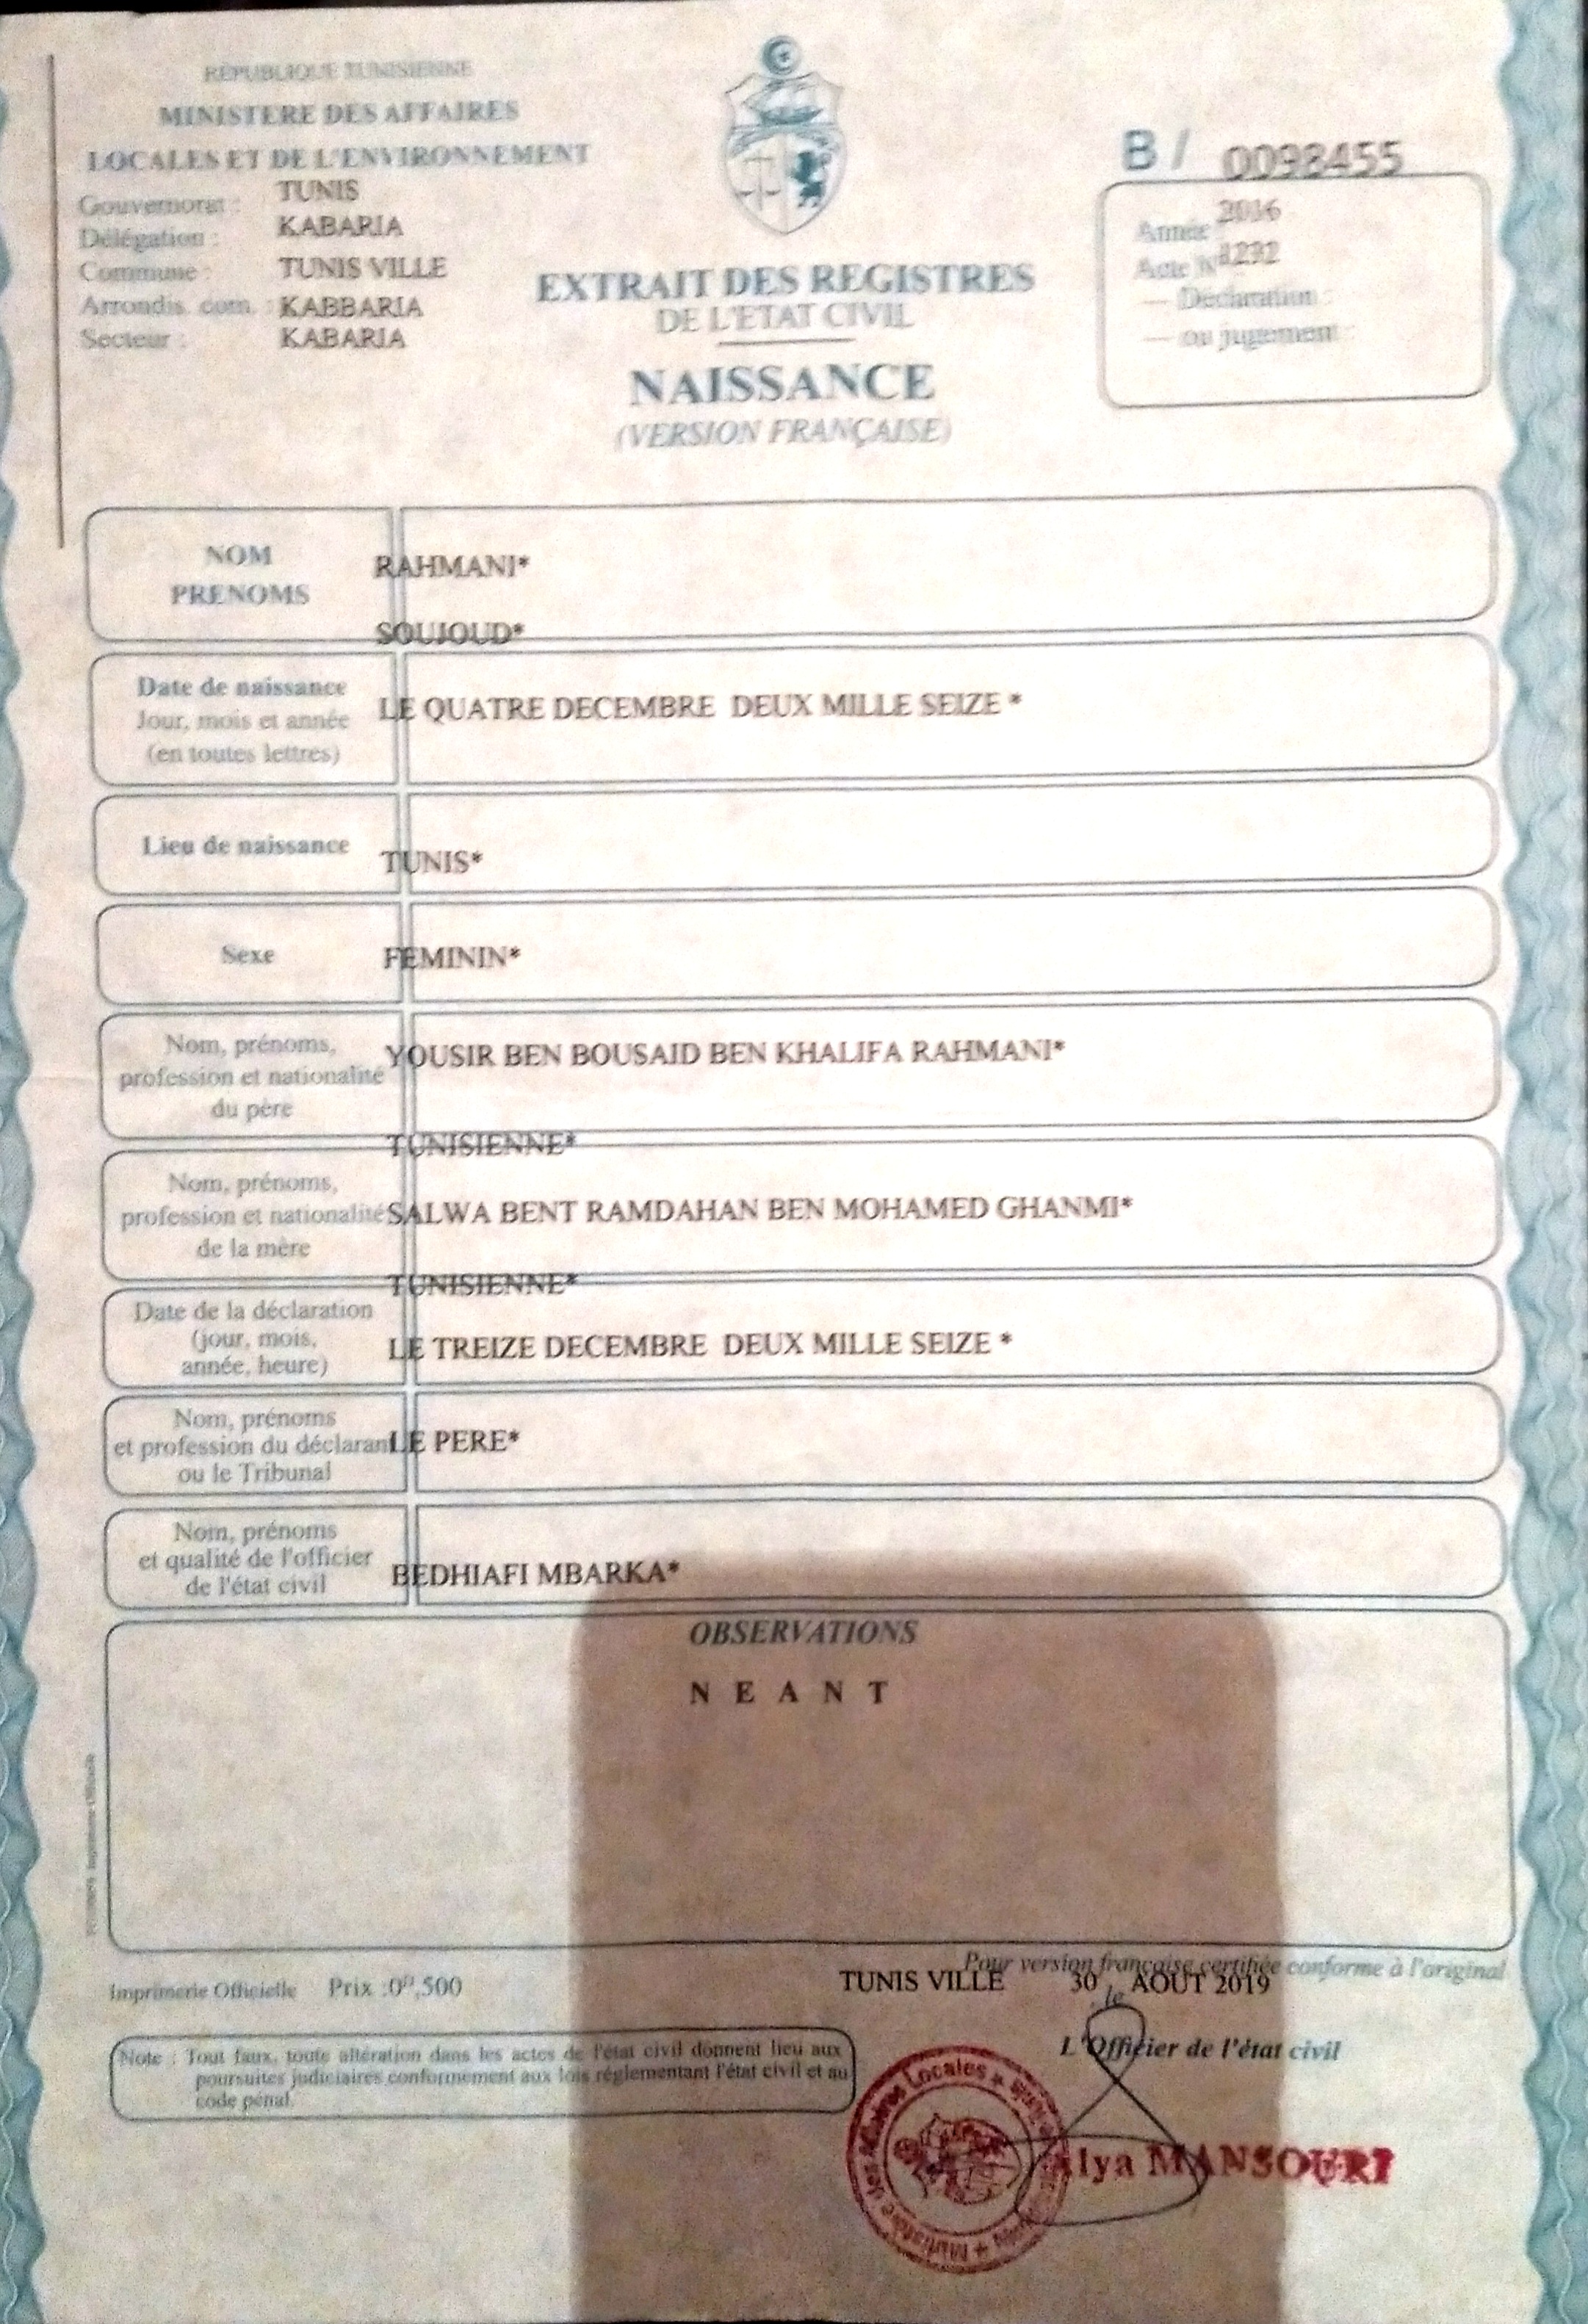 RÉPUBLIQUE TUNISIENNE
MINISTERE DES AFFAIRES
LOCALES ET DE L'ENVIRONNEMENT
Gouvernorat : TUNIS
Délégation : KABARIA
Commune : TUNIS VILLE
Arrondis. com. : KABBARIA
Secteur : KABARIA
B / 0098455
Année 2016
Acte N° 1232
— Déclaration :
— ou jugement :
EXTRAIT DES REGISTRES
DE L'ETAT CIVIL
NAISSANCE
(VERSION FRANÇAISE)
NOM RAHMANI*
PRENOMS SOUJOUD*
Date de naissance
Jour, mois et année
(en toutes lettres)
LE QUATRE DECEMBRE DEUX MILLE SEIZE *
Lieu de naissance TUNIS*
Sexe FEMININ*
Nom, prénoms,
profession et nationalité
du père
YOUSIR BEN BOUSAID BEN KHALIFA RAHMANI*
TUNISIENNE*
Nom, prénoms,
profession et nationalité
de la mère
SALWA BENT RAMDAHAN BEN MOHAMED GHANMI*
TUNISIENNE*
Date de la déclaration
(jour, mois,
année, heure)
LE TREIZE DECEMBRE DEUX MILLE SEIZE *
Nom, prénoms
et profession du déclarant
ou le Tribunal
LE PERE*
Nom, prénoms
et qualité de l'officier
de l'état civil
BEDHIAFI MBARKA*
OBSERVATIONS
N E A N T
Imprimerie Officielle Prix :0ᴰᵀ,500
Pour version française certifiée conforme à l'original
TUNIS VILLE le 30 AOUT 2019
L'Officier de l'état civil
Note : Tout faux, toute altération dans les actes de l'état civil donnent lieu aux
poursuites judiciaires conformement aux lois réglementant l'état civil et au
code pénal.
Ministère des Affaires Locales
lya MANSOURI